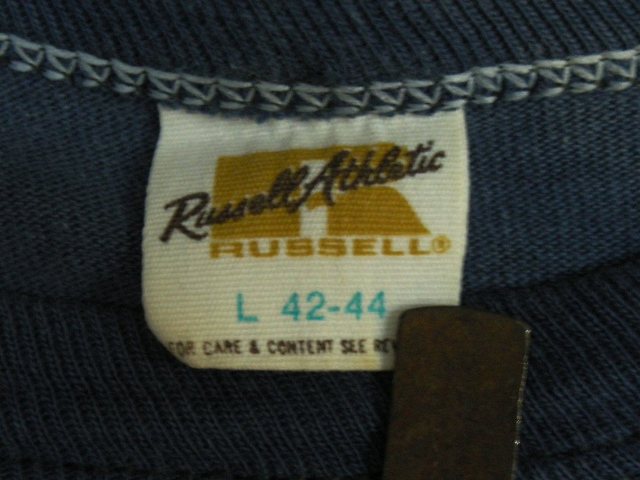 Russell Athletic
RUSSELL®
L 42-44
FOR CARE & CONTENT SEE